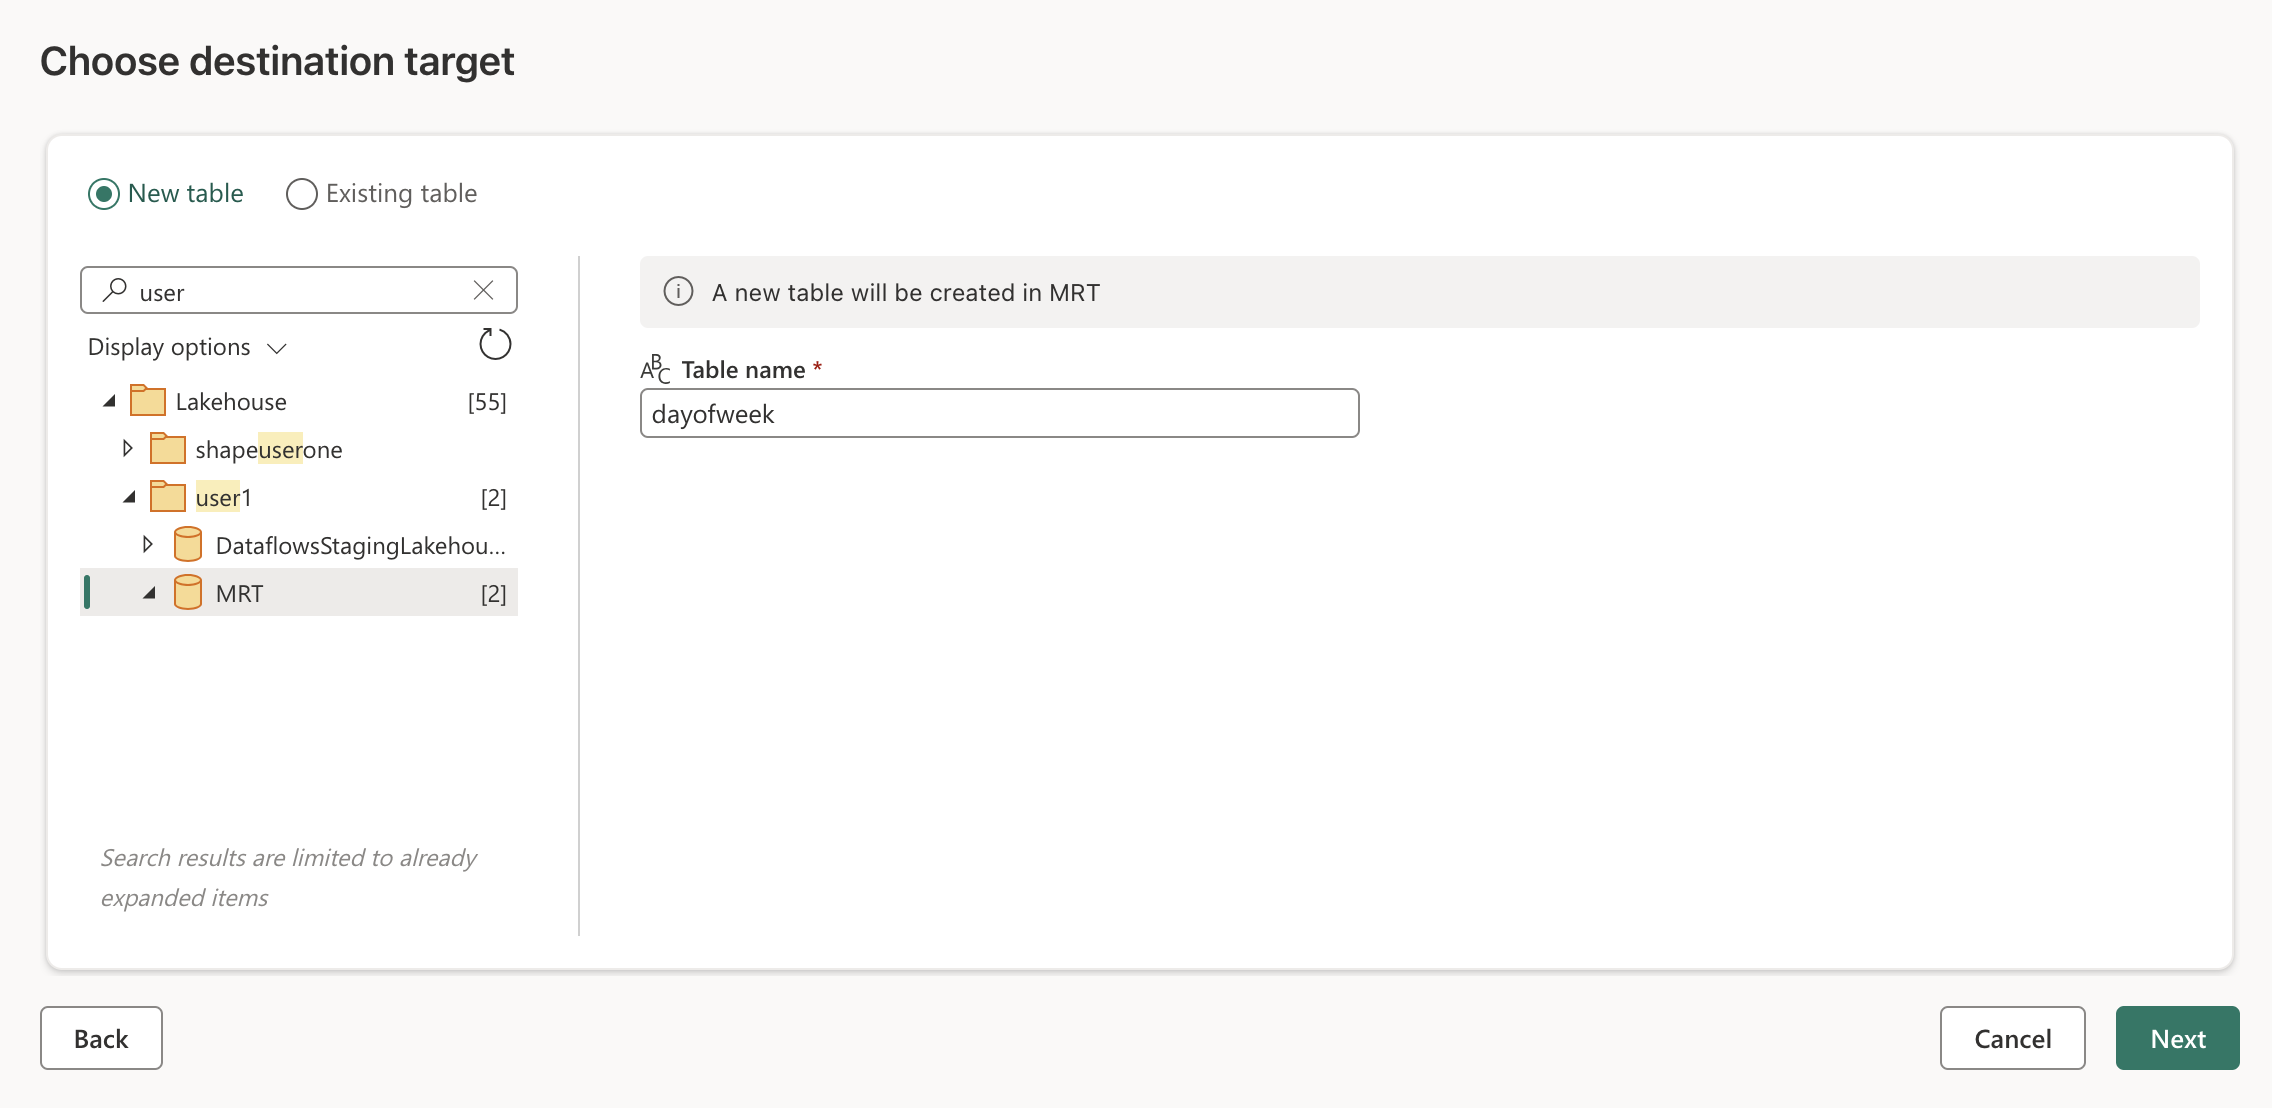 Choose destination target
New table
Existing table
user
Display options
Lakehouse [55]
shapeuserone
user1 [2]
DataflowsStagingLakehou...
MRT [2]
Search results are limited to already
expanded items
A new table will be created in MRT
ABC Table name *
dayofweek
Back
Cancel
Next